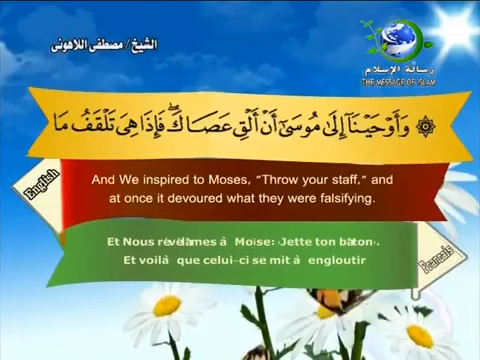 الشيخ / مصطفى اللاهونى
رسالة الإسلام
THE MESSAGE OF ISLAM
۞ وَأَوْحَيْنَآ إِلَىٰ مُوسَىٰٓ أَنْ أَلْقِ عَصَاكَۖ فَإِذَا هِىَ تَلْقَفُ مَا
English
And We inspired to Moses, "Throw your staff," and
at once it devoured what they were falsifying.
Et Nous révélâmes à Moïse: ‹Jette ton bâton›.
Et voilà que celui-ci se mit à engloutir
Français